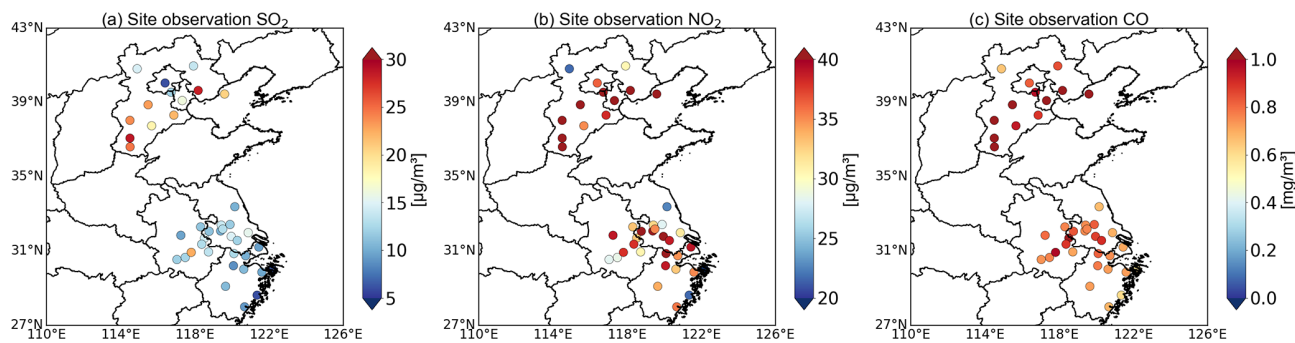 (a) Site observation SO₂
43°N
39°N
35°N
31°N
27°N
110°E 114°E 118°E 122°E 126°E
30
25
20
15
10
5
[μg/m³]
(b) Site observation NO₂
43°N
39°N
35°N
31°N
27°N
110°E 114°E 118°E 122°E 126°E
40
35
30
25
20
[μg/m³]
(c) Site observation CO
43°N
39°N
35°N
31°N
27°N
110°E 114°E 118°E 122°E 126°E
1.0
0.8
0.6
0.4
0.2
0.0
[mg/m³]